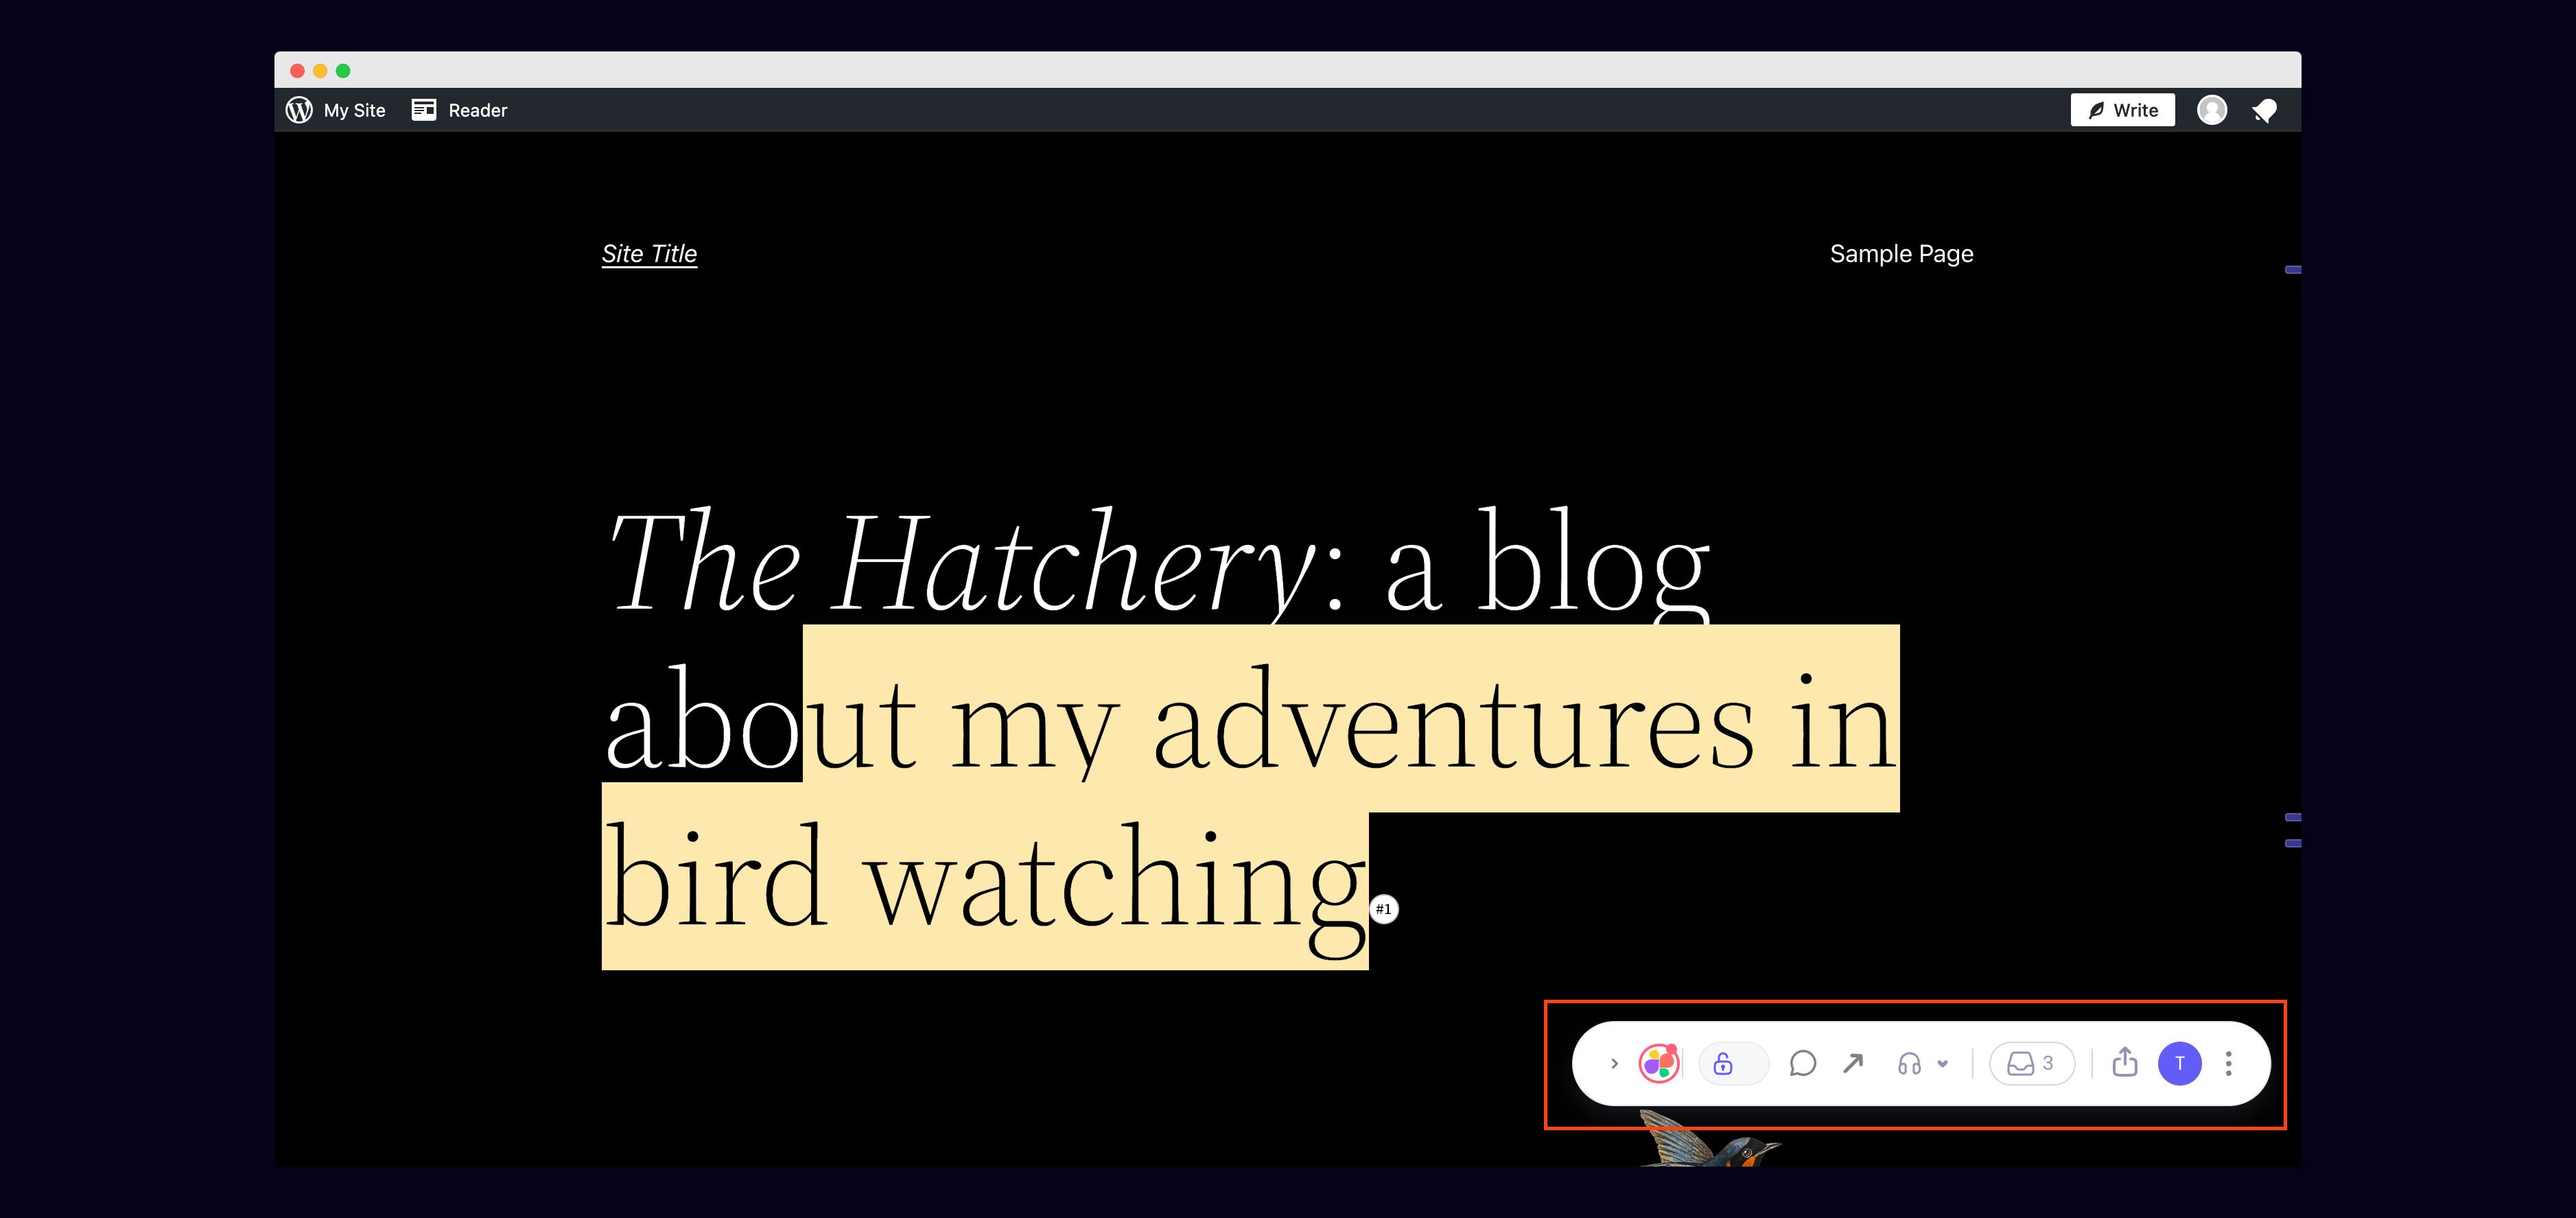 My Site
Reader
Write
Site Title
Sample Page
The Hatchery: a blog
about my adventures in
bird watching
#1
3
T